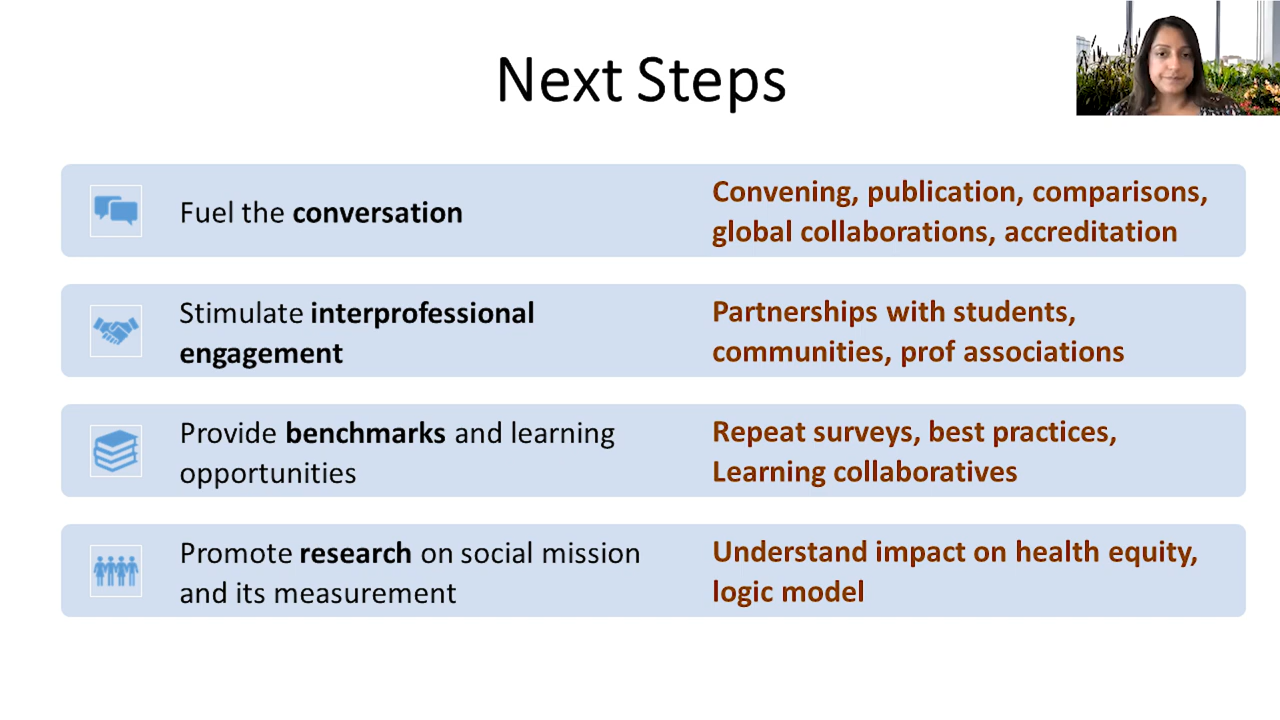 Next Steps
Fuel the conversation
Convening, publication, comparisons,
global collaborations, accreditation
Stimulate interprofessional
engagement
Partnerships with students,
communities, prof associations
Provide benchmarks and learning
opportunities
Repeat surveys, best practices,
Learning collaboratives
Promote research on social mission
and its measurement
Understand impact on health equity,
logic model